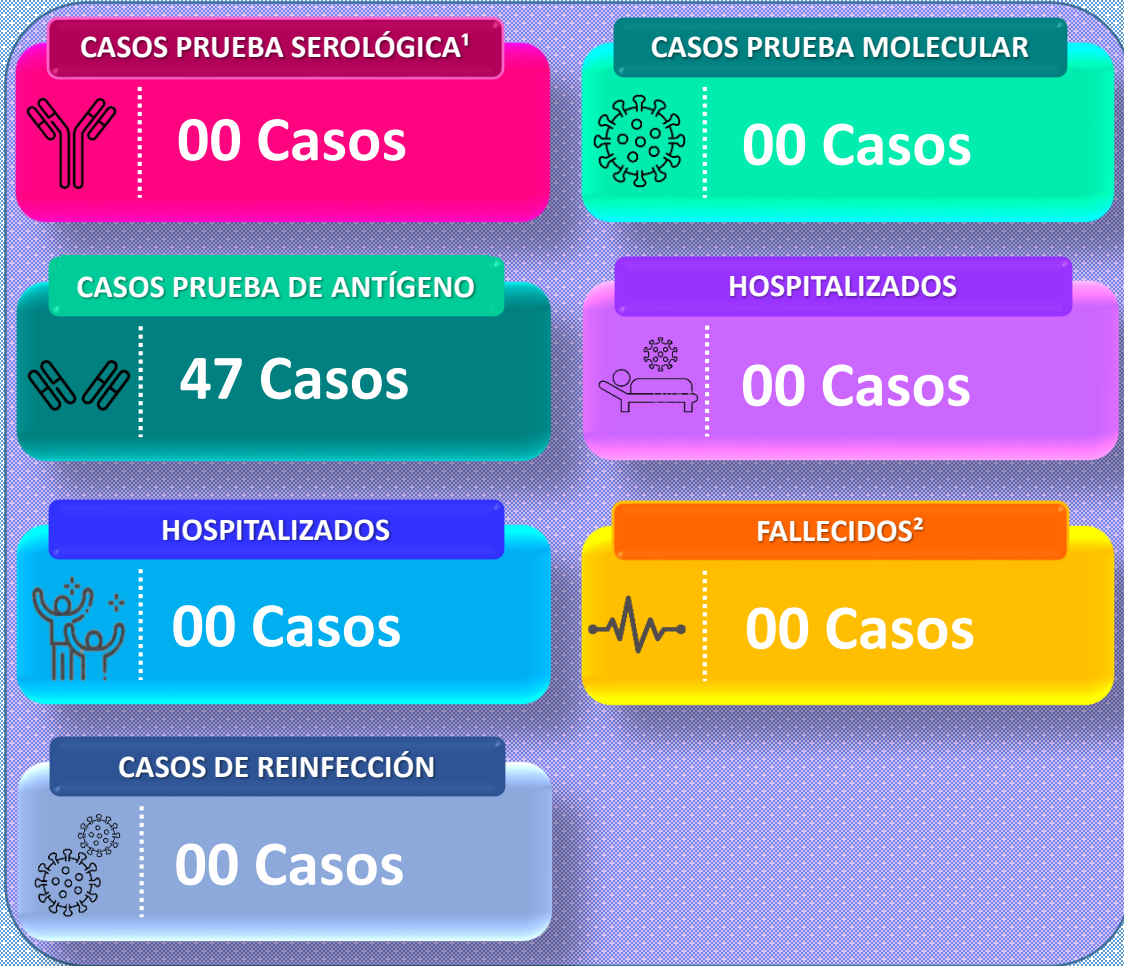 CASOS PRUEBA SEROLÓGICA¹
00 Casos
CASOS PRUEBA MOLECULAR
00 Casos
CASOS PRUEBA DE ANTÍGENO
47 Casos
HOSPITALIZADOS
00 Casos
HOSPITALIZADOS
00 Casos
FALLECIDOS²
00 Casos
CASOS DE REINFECCIÓN
00 Casos